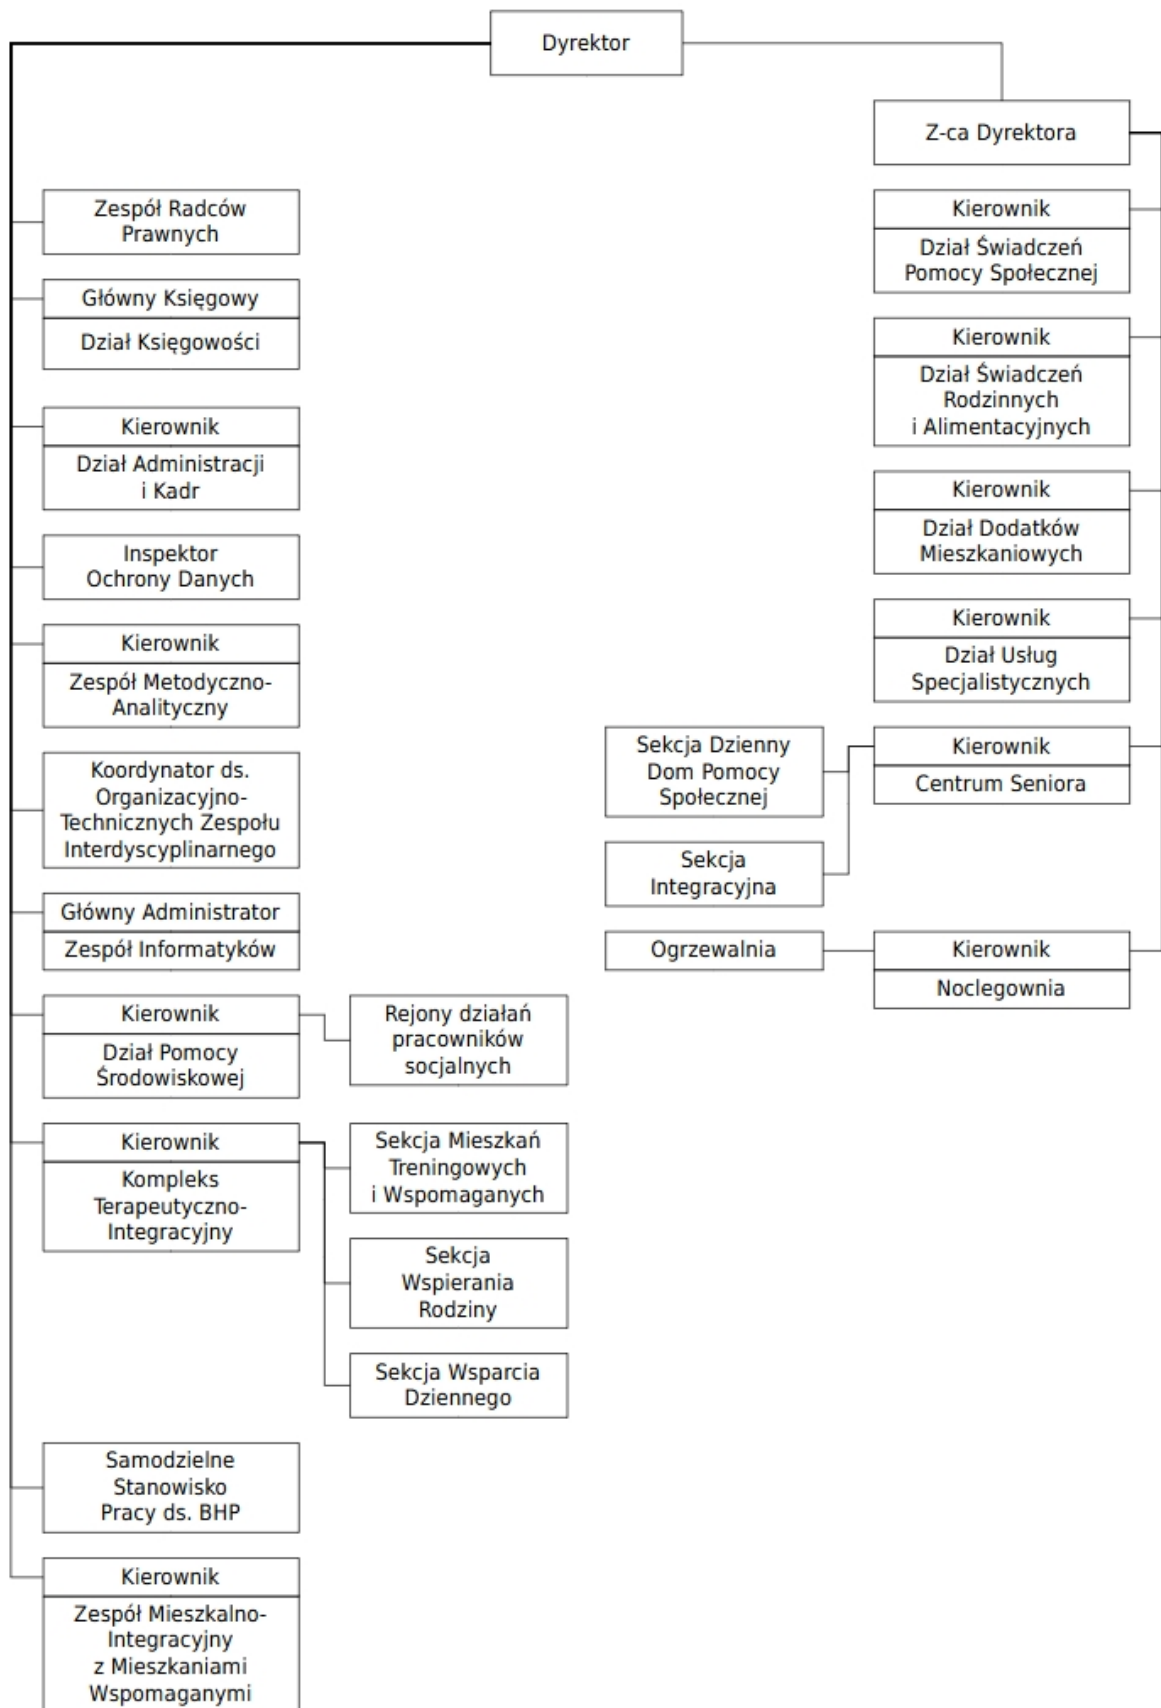 Dyrektor
Z-ca Dyrektora
Zespół Radców
Prawnych
Główny Księgowy
Dział Księgowości
Kierownik
Dział Administracji
i Kadr
Inspektor
Ochrony Danych
Kierownik
Zespół Metodyczno-
Analityczny
Koordynator ds.
Organizacyjno-
Technicznych Zespołu
Interdyscyplinarnego
Główny Administrator
Zespół Informatyków
Kierownik
Dział Pomocy
Środowiskowej
Rejony działań
pracowników
socjalnych
Kierownik
Kompleks
Terapeutyczno-
Integracyjny
Sekcja Mieszkań
Treningowych
i Wspomaganych
Sekcja
Wspierania
Rodziny
Sekcja Wsparcia
Dziennego
Samodzielne
Stanowisko
Pracy ds. BHP
Kierownik
Zespół Mieszkalno-
Integracyjny
z Mieszkaniami
Wspomaganymi
Kierownik
Dział Świadczeń
Pomocy Społecznej
Kierownik
Dział Świadczeń
Rodzinnych
i Alimentacyjnych
Kierownik
Dział Dodatków
Mieszkaniowych
Kierownik
Dział Usług
Specjalistycznych
Kierownik
Centrum Seniora
Sekcja Dzienny
Dom Pomocy
Społecznej
Sekcja
Integracyjna
Ogrzewalnia
Kierownik
Noclegownia